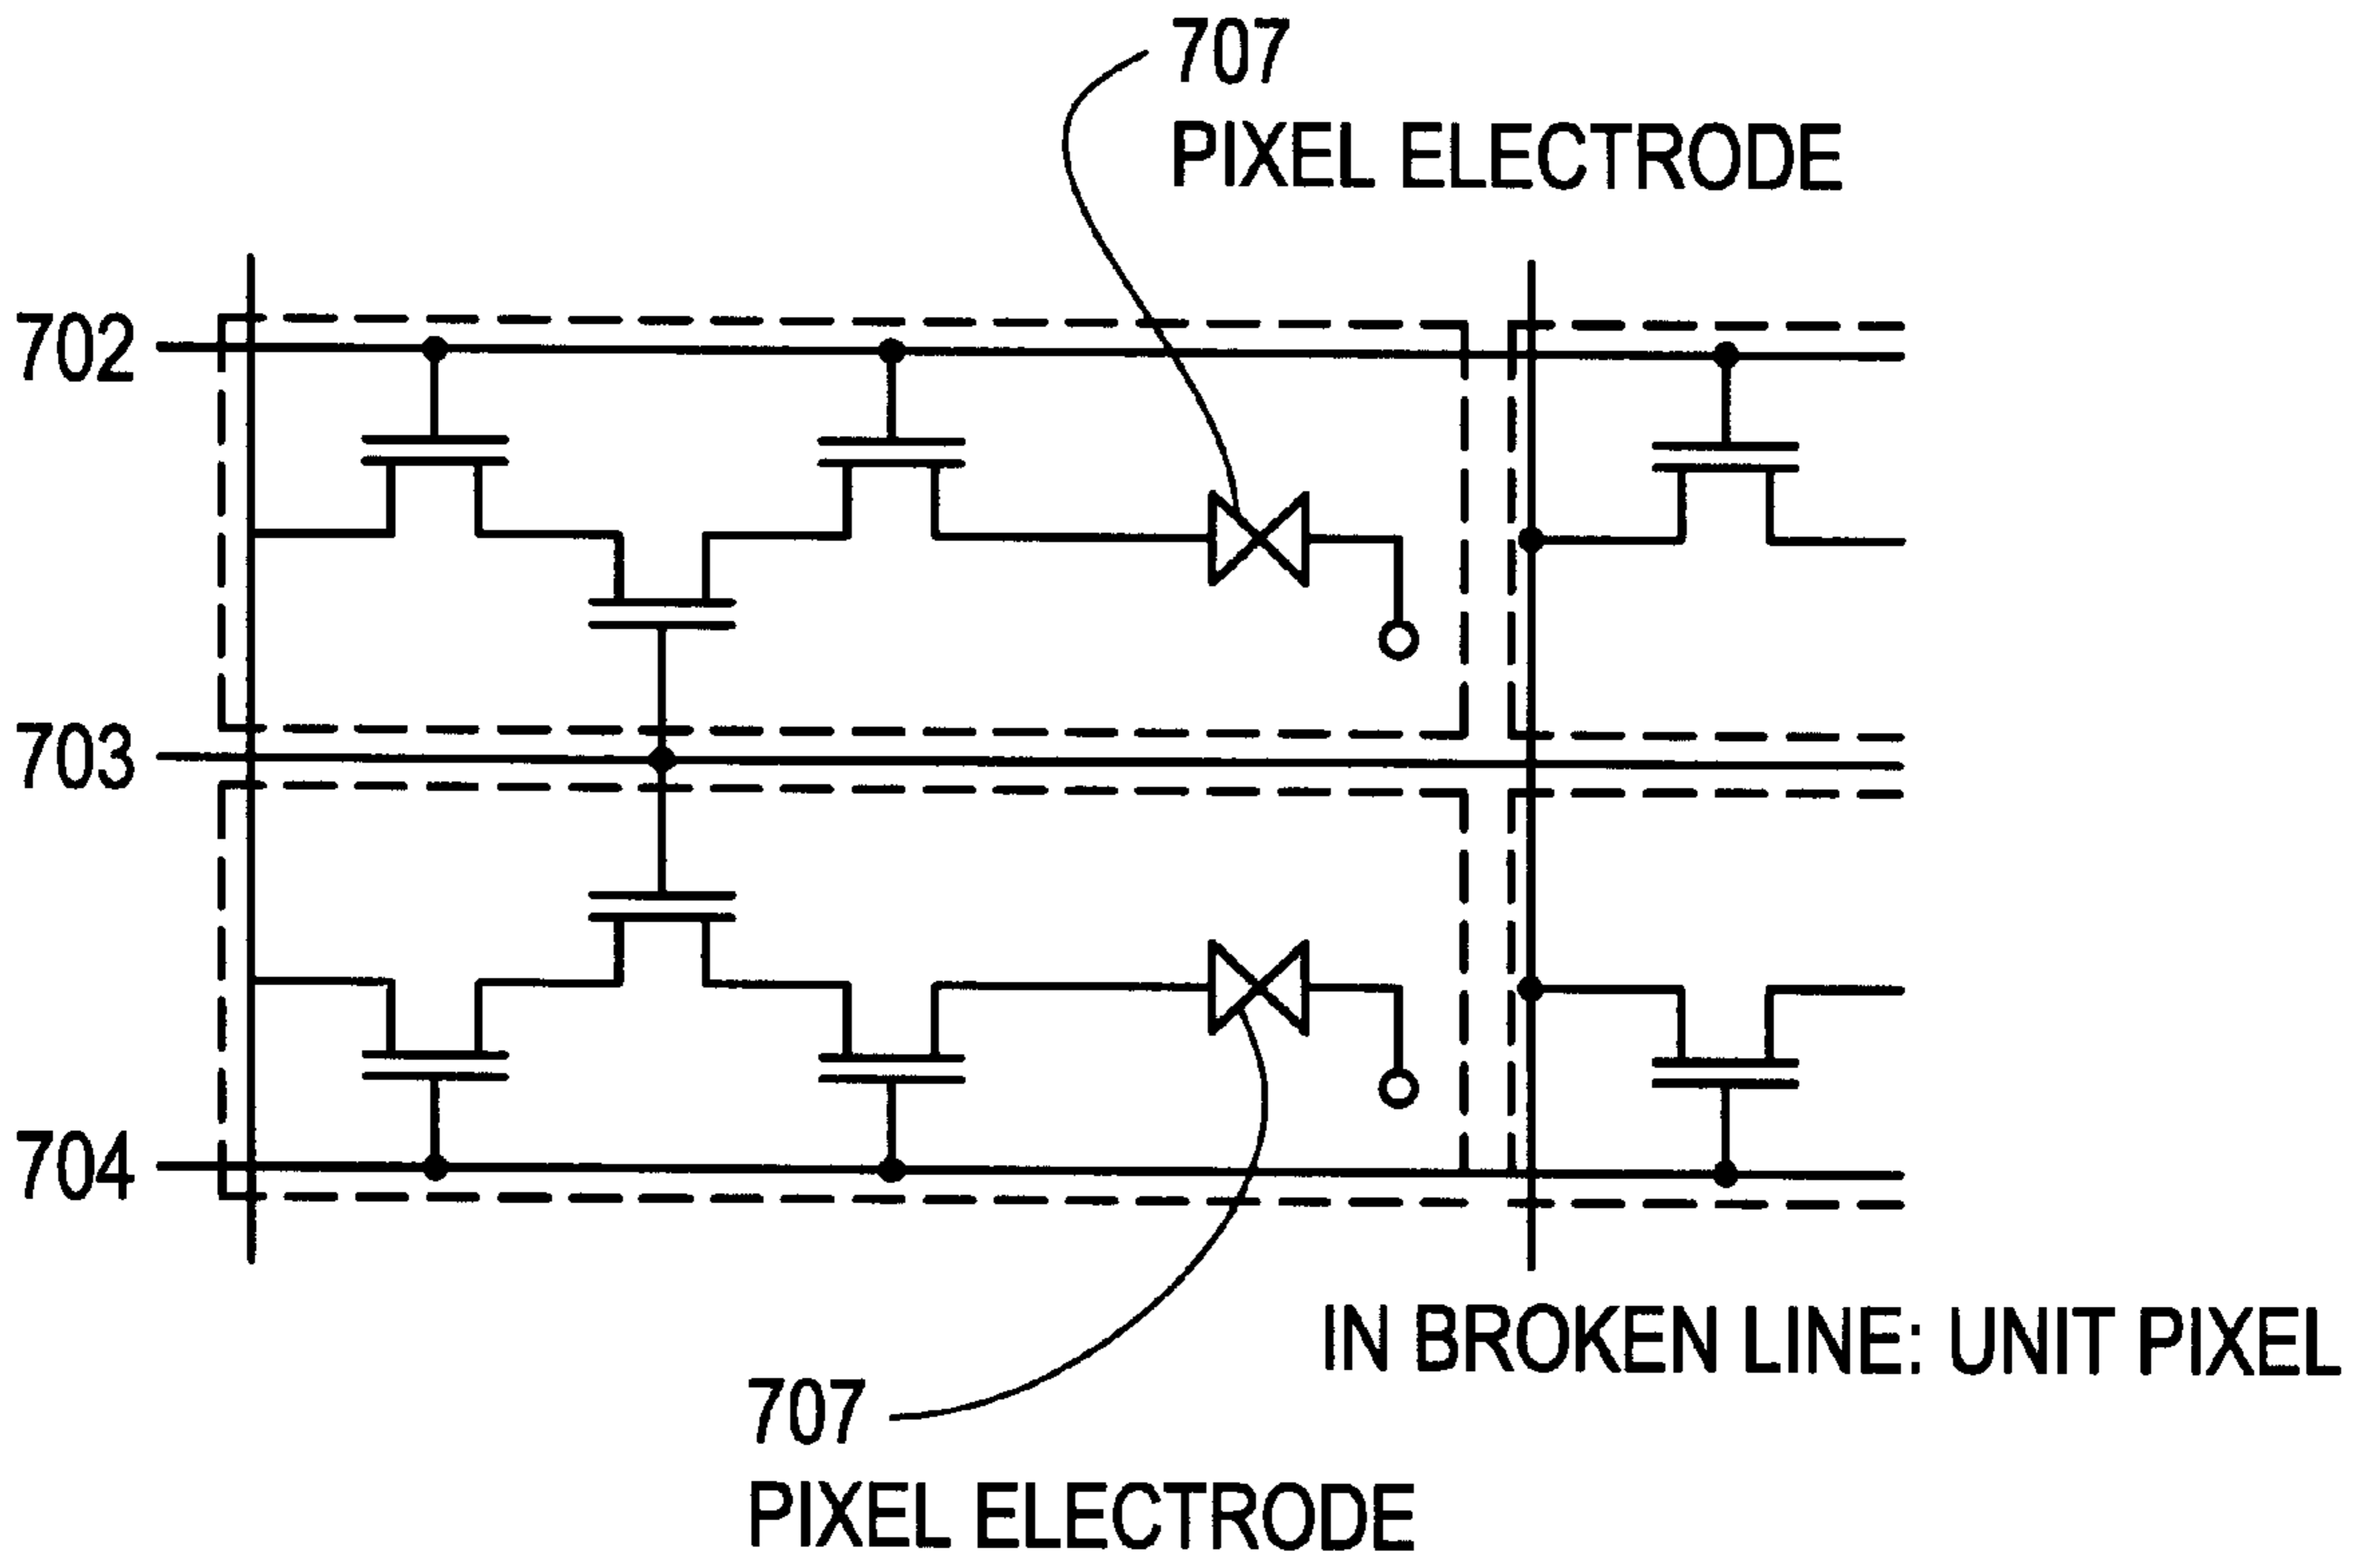 707
PIXEL ELECTRODE
702
703
704
IN BROKEN LINE: UNIT PIXEL
707
PIXEL ELECTRODE